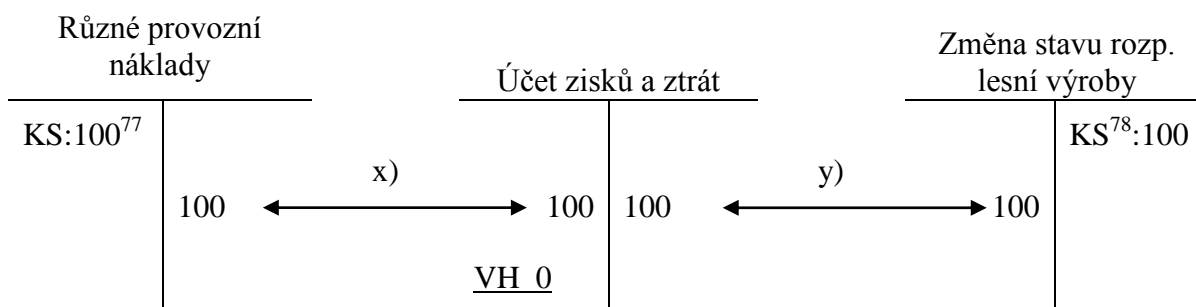 Různé provozní
náklady
Účet zisků a ztrát
Změna stavu rozp.
lesní výroby
KS:100⁷⁷
KS⁷⁸:100
x)
y)
100
100
100
100
VH 0